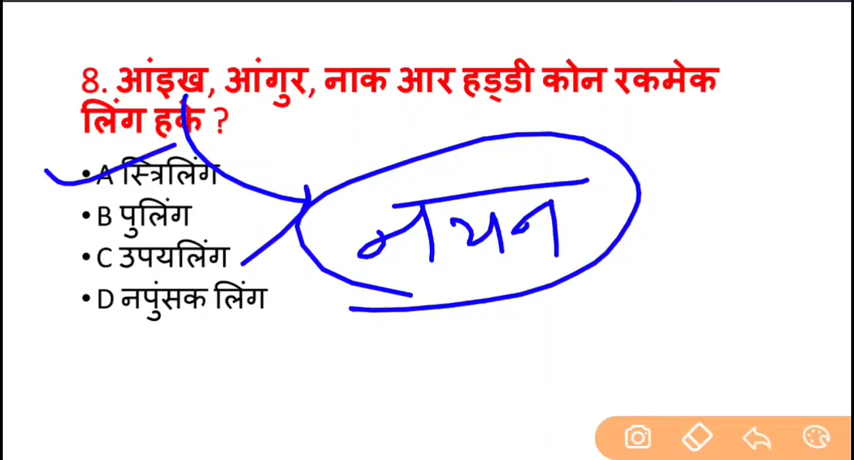 8. आंइख, आंगुर, नाक आर हड्डी कोन रकमेक
लिंग हके ?
• A स्त्रिलिंग
• B पुलिंग
• C उपयलिंग
• D नपुंसक लिंग
नयन